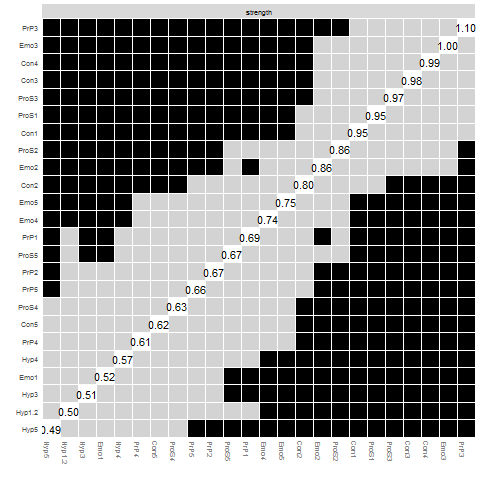 strength
PrP3 1.10
Emo3 1.00
Con4 0.99
Con3 0.98
ProS3 0.97
ProS1 0.95
Con1 0.95
ProS2 0.86
Emo2 0.86
Con2 0.80
Emo5 0.75
Emo4 0.74
PrP1 0.69
ProS5 0.67
PrP2 0.67
PrP5 0.66
ProS4 0.63
Con5 0.62
PrP4 0.61
Hyp4 0.57
Emo1 0.52
Hyp3 0.51
Hyp1.2 0.50
Hyp5 0.49
Hyp5 Hyp1.2 Hyp3 Emo1 Hyp4 PrP4 Con5 ProS4 PrP5 PrP2 ProS5 PrP1 Emo4 Emo5 Con2 Emo2 ProS2 Con1 ProS1 ProS3 Con3 Con4 Emo3 PrP3